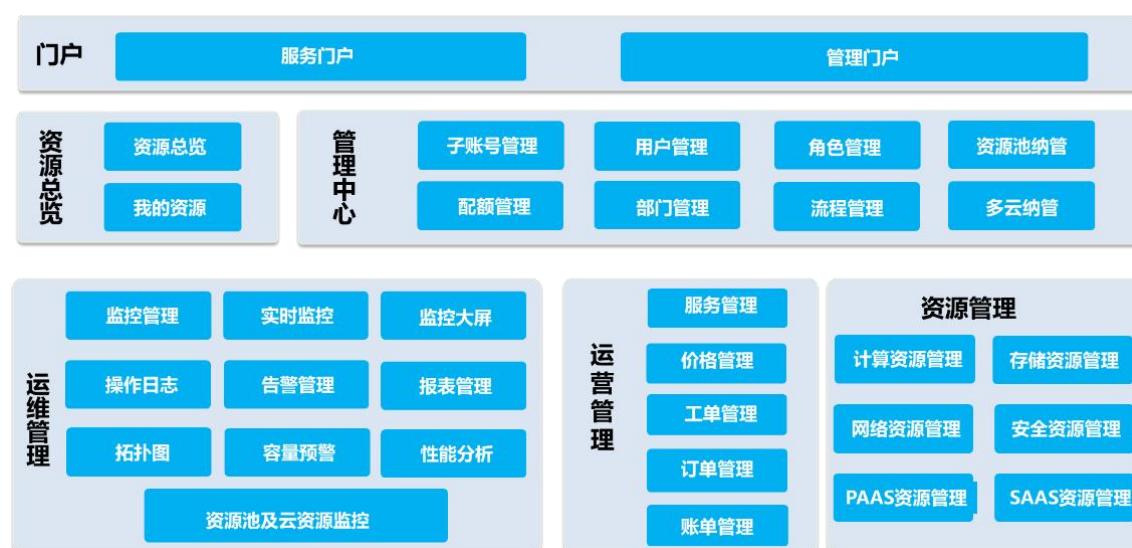 门户
服务门户
管理门户
资源总览
资源总览
我的资源
管理中心
子账号管理
用户管理
角色管理
资源池纳管
配额管理
部门管理
流程管理
多云纳管
运维管理
监控管理
实时监控
监控大屏
操作日志
告警管理
报表管理
拓扑图
容量预警
性能分析
资源池及云资源监控
运营管理
服务管理
价格管理
工单管理
订单管理
账单管理
资源管理
计算资源管理
存储资源管理
网络资源管理
安全资源管理
PAAS资源管理
SAAS资源管理